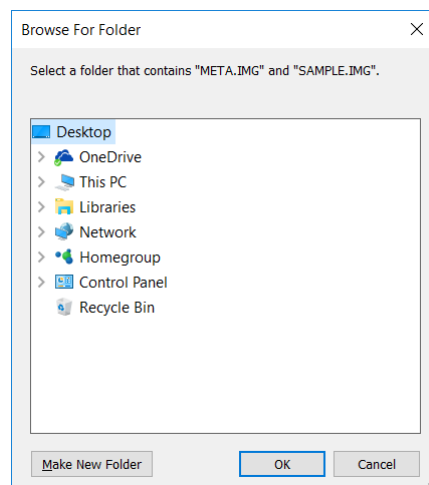 Browse For Folder
Select a folder that contains "META.IMG" and "SAMPLE.IMG".
Desktop
OneDrive
This PC
Libraries
Network
Homegroup
Control Panel
Recycle Bin
Make New Folder
OK
Cancel